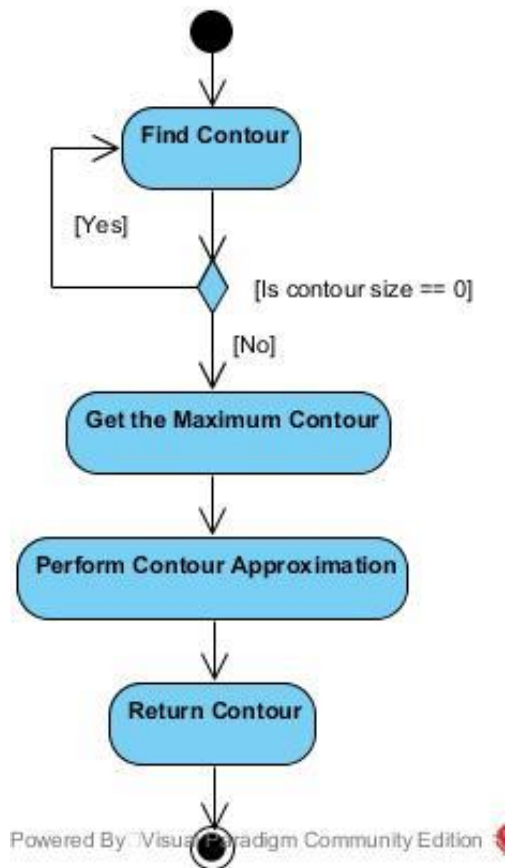 Find Contour
[Yes]
[Is contour size == 0]
[No]
Get the Maximum Contour
Perform Contour Approximation
Return Contour
Powered By Visual Paradigm Community Edition